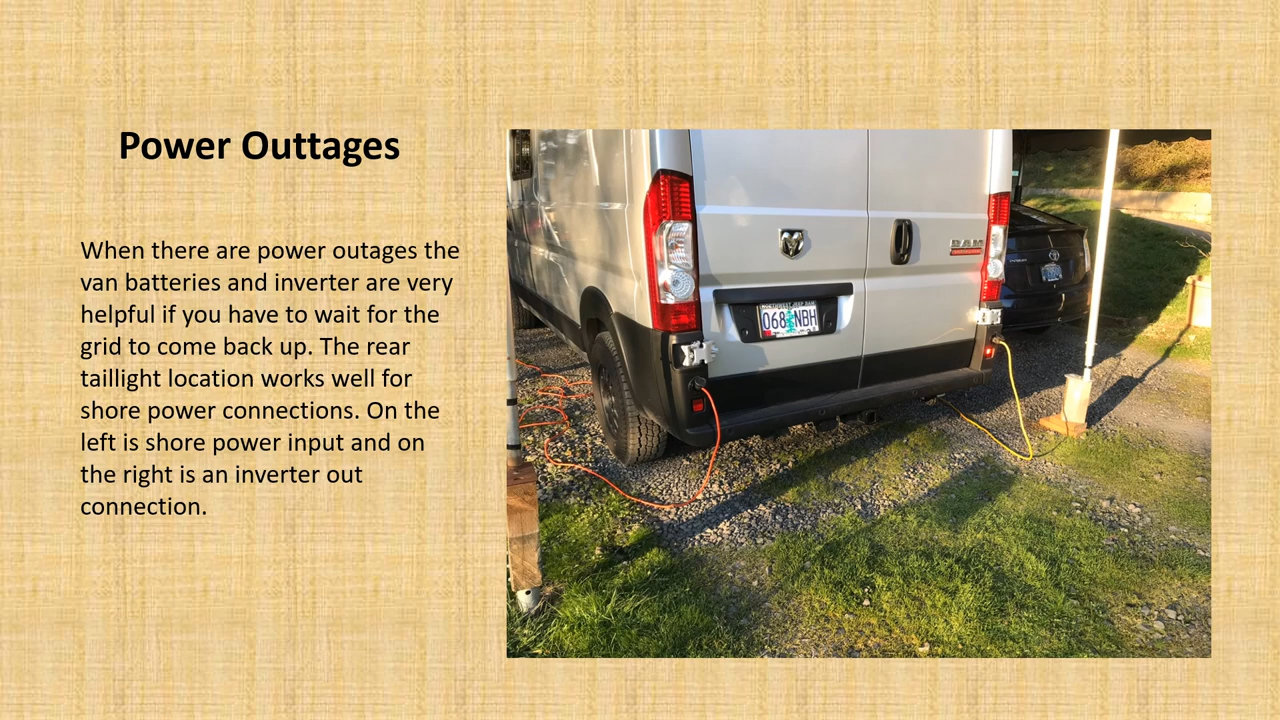 Power Outtages
When there are power outages the
van batteries and inverter are very
helpful if you have to wait for the
grid to come back up. The rear
taillight location works well for
shore power connections. On the
left is shore power input and on
the right is an inverter out
connection.
RAM
068 NBH